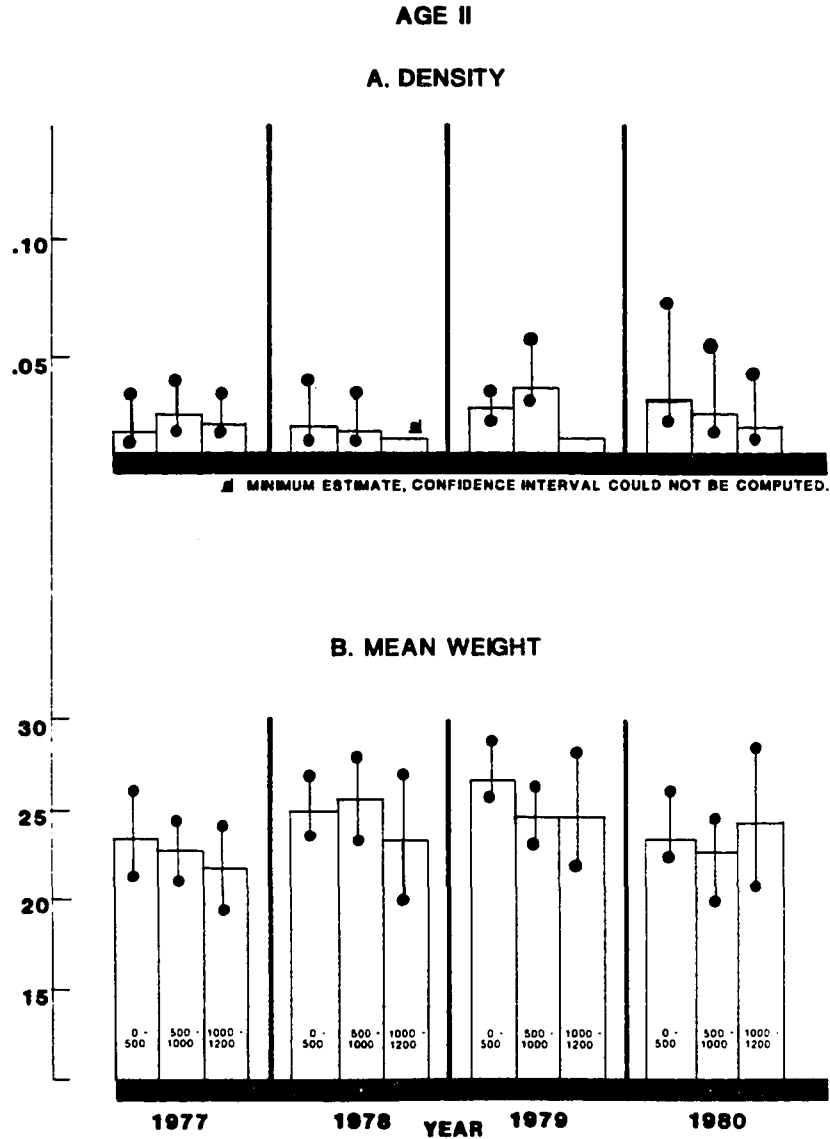 AGE II
A. DENSITY
.10
.05
a/
a/ MINIMUM ESTIMATE, CONFIDENCE INTERVAL COULD NOT BE COMPUTED.
B. MEAN WEIGHT
30
25
20
15
0 - 500
500 - 1000
1000 - 1200
0 - 500
500 - 1000
1000 - 1200
0 - 500
500 - 1000
1000 - 1200
0 - 500
500 - 1000
1000 - 1200
1977 1978 1979 1980
YEAR